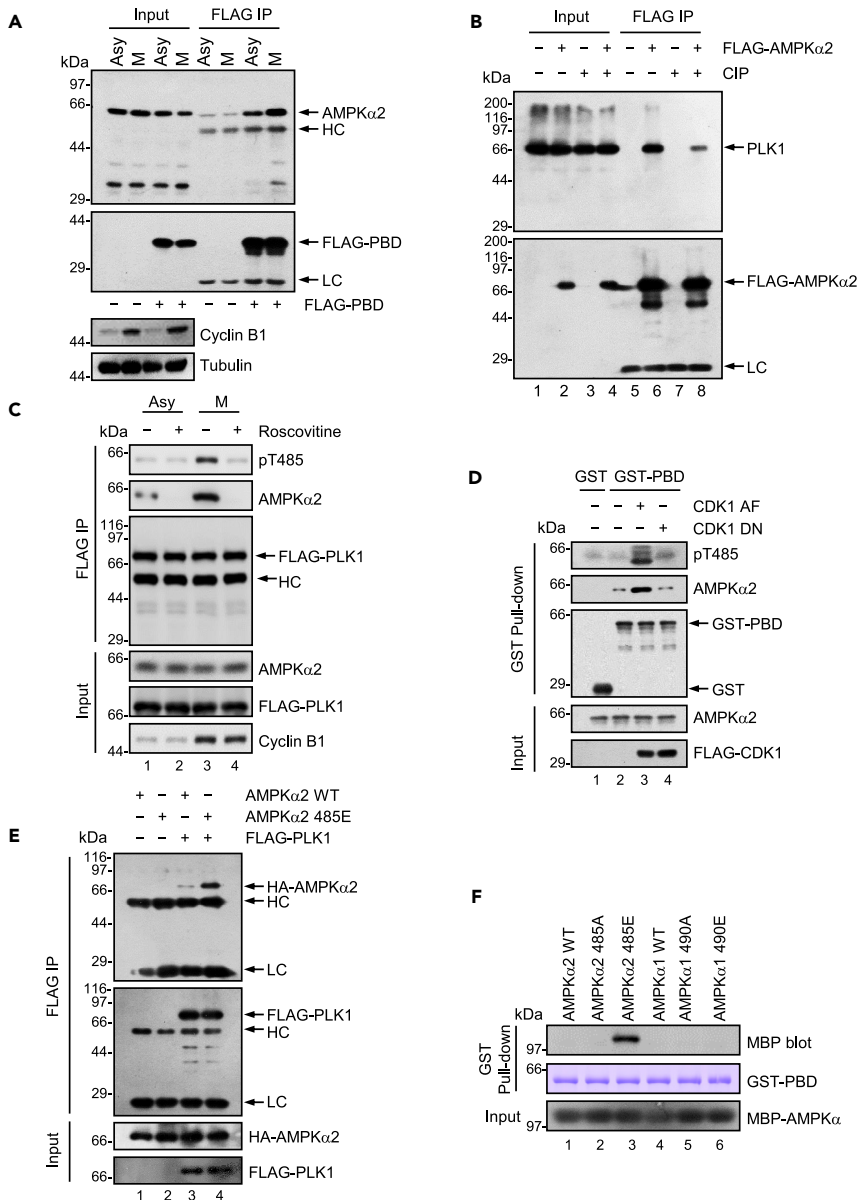 A
Input FLAG IP
Asy M Asy M Asy M Asy M
kDa
97-
66-
44-
29-
AMPKα2
HC
44-
29-
FLAG-PBD
LC
– – + + – – + + FLAG-PBD
44-
Cyclin B1
44-
Tubulin
B
Input FLAG IP
– + – + – + – + FLAG-AMPKα2
– – + + – – + + CIP
kDa
200-
116-
97-
66-
44-
29-
PLK1
200-
116-
97-
66-
44-
29-
FLAG-AMPKα2
LC
1 2 3 4 5 6 7 8
C
Asy M
kDa – + – + Roscovitine
FLAG IP
66-
pT485
66-
AMPKα2
116-
97-
66-
44-
29-
FLAG-PLK1
HC
Input
66-
AMPKα2
66-
FLAG-PLK1
44-
Cyclin B1
1 2 3 4
D
GST GST-PBD
– – + – CDK1 AF
– – – + CDK1 DN
kDa
GST Pull-down
66-
pT485
66-
AMPKα2
66-
44-
29-
GST-PBD
GST
Input
66-
AMPKα2
29-
FLAG-CDK1
1 2 3 4
E
+ – + – AMPKα2 WT
– + – + AMPKα2 485E
– – + + FLAG-PLK1
kDa
FLAG IP
116-
97-
66-
44-
29-
HA-AMPKα2
HC
LC
116-
97-
66-
44-
29-
FLAG-PLK1
HC
LC
Input
66-
HA-AMPKα2
66-
FLAG-PLK1
1 2 3 4
F
AMPKα2 WT
AMPKα2 485A
AMPKα2 485E
AMPKα1 WT
AMPKα1 490A
AMPKα1 490E
kDa
GST
Pull-down
97-
MBP blot
66-
GST-PBD
Input
97-
MBP-AMPKα
1 2 3 4 5 6